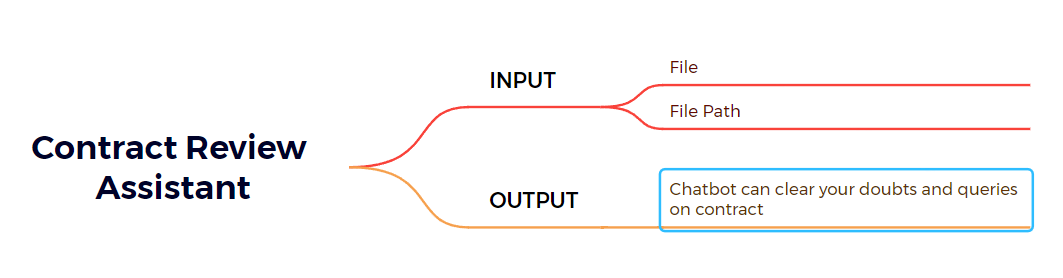 Contract Review
Assistant
INPUT
File
File Path
OUTPUT
Chatbot can clear your doubts and queries
on contract